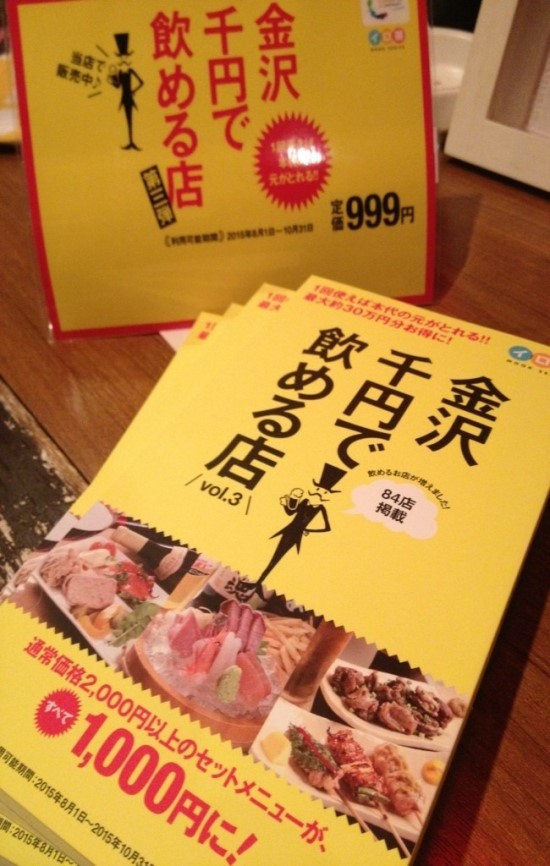 金沢
千円で
飲める店
第三弾
当店で
販売中♪
元がとれる!!
《利用可能期間》2015年8月1日〜10月31日
定価999円
1回使えば本代の元がとれる!!
最大約30万円分お得に!
金沢
千円で
飲める店
vol.3
飲めるお店が増えました!
84店
掲載
通常価格2,000円以上のセットメニューが、
すべて
1,000円に!
用可能期間:2015年8月1日〜2015年10月31